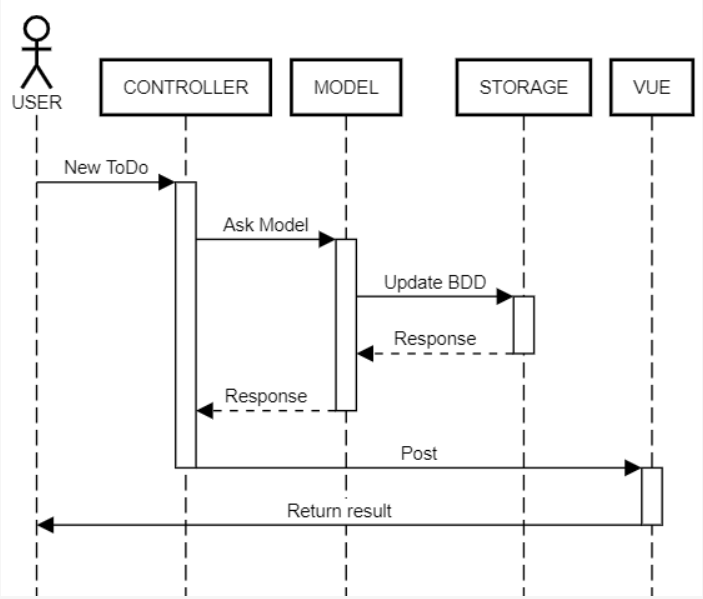 USER
CONTROLLER
MODEL
STORAGE
VUE
New ToDo
Ask Model
Update BDD
Response
Response
Post
Return result